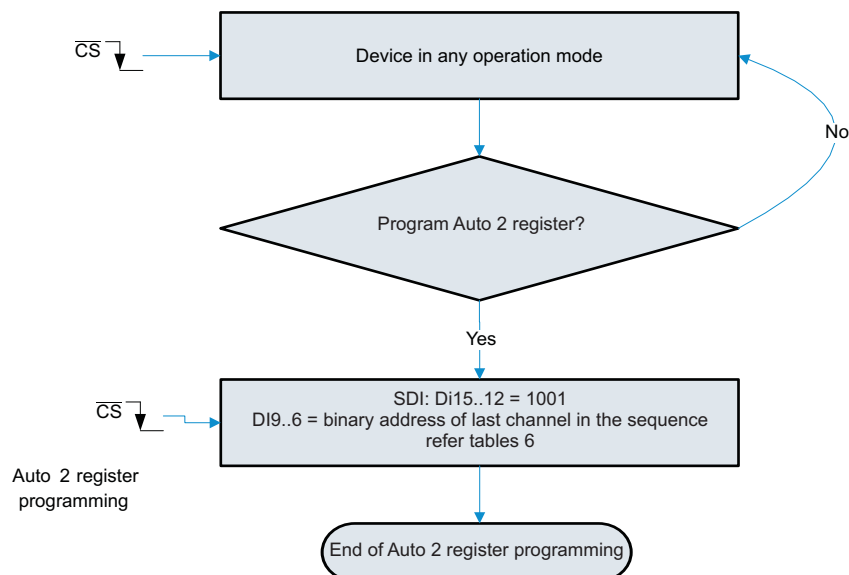 CS
Device in any operation mode
No
Program Auto 2 register?
Yes
CS
SDI: Di15..12 = 1001
DI9..6 = binary address of last channel in the sequence
refer tables 6
Auto 2 register
programming
End of Auto 2 register programming